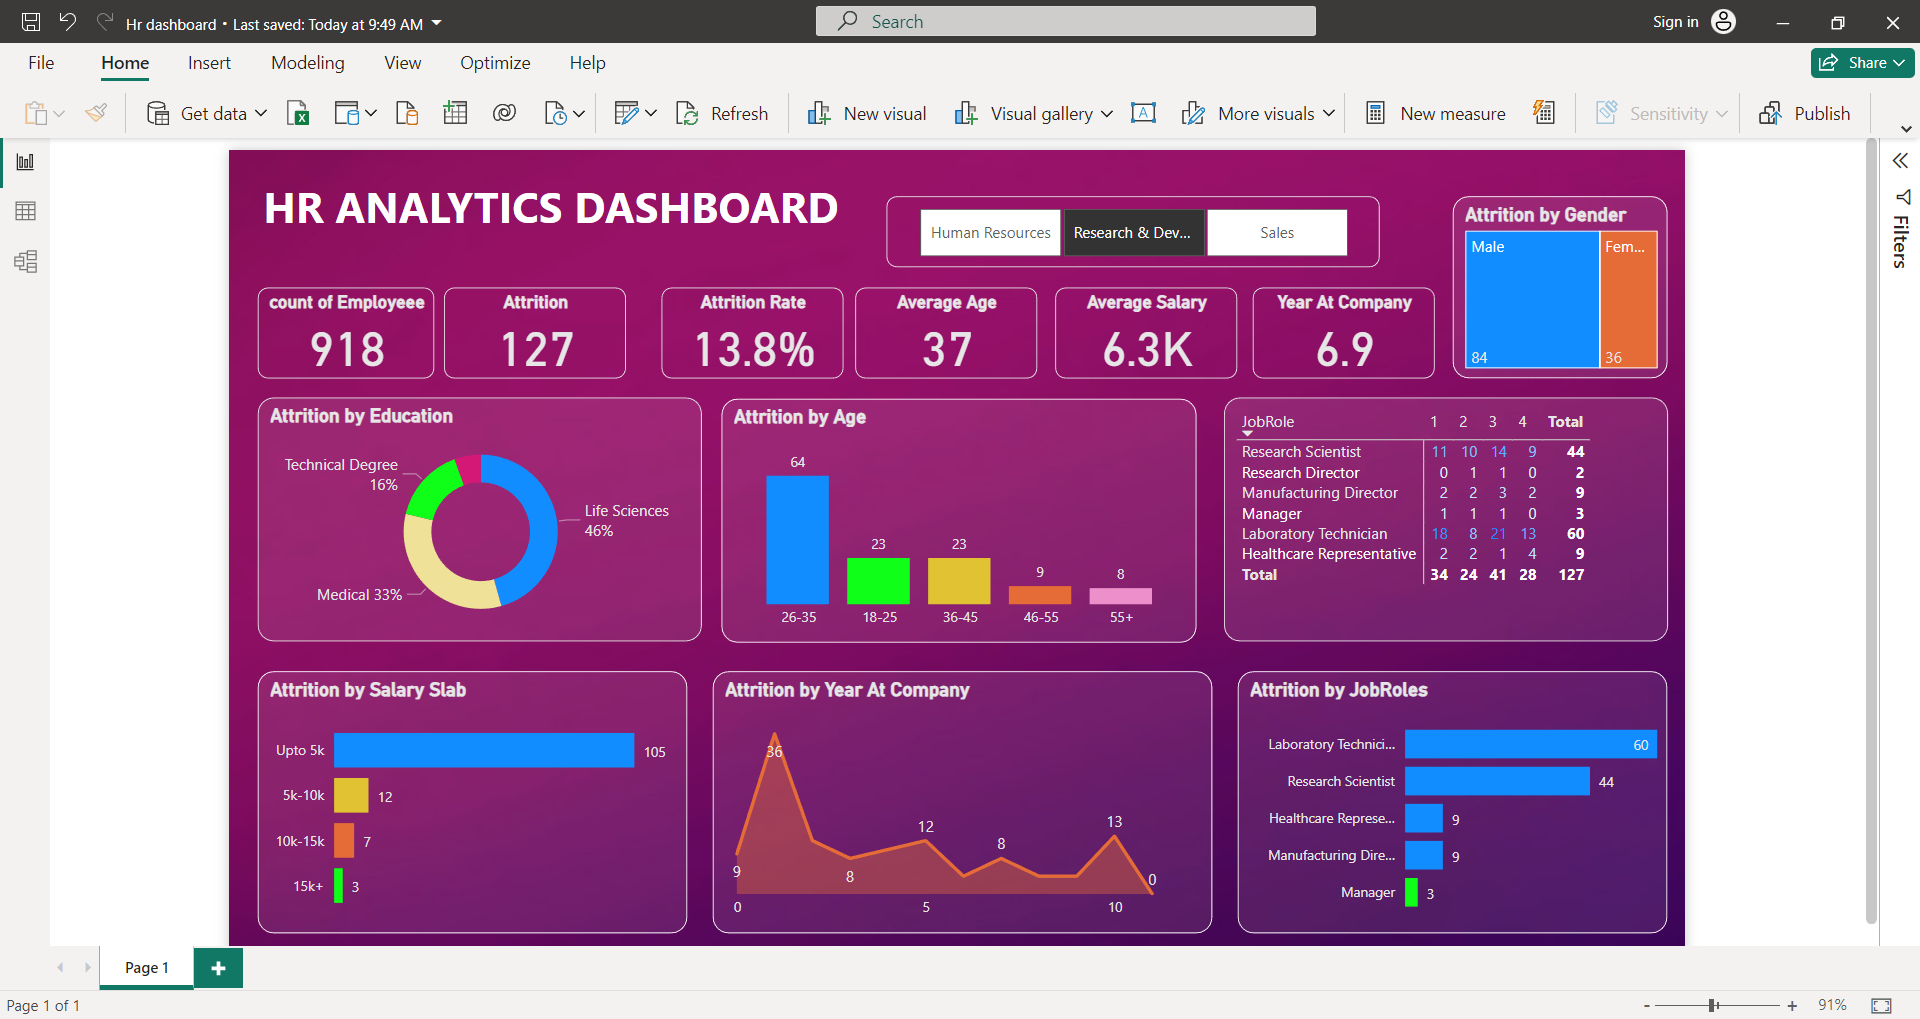 Hr dashboard • Last saved: Today at 9:49 AM
Search
Sign in
File Home Insert Modeling View Optimize Help
Share
Get data
Refresh
New visual
Visual gallery
A
More visuals
New measure
Sensitivity
Publish
HR ANALYTICS DASHBOARD
Human Resources
Research & Dev...
Sales
Attrition by Gender
Male
Fem...
84
36
Filters
count of Employeee
918
Attrition
127
Attrition Rate
13.8%
Average Age
37
Average Salary
6.3K
Year At Company
6.9
Attrition by Education
Technical Degree
16%
Life Sciences
46%
Medical 33%
Attrition by Age
64
23
23
9
8
26-35 18-25 36-45 46-55 55+
JobRole 1 2 3 4 Total
Research Scientist 11 10 14 9 44
Research Director 0 1 1 0 2
Manufacturing Director 2 2 3 2 9
Manager 1 1 1 0 3
Laboratory Technician 18 8 21 13 60
Healthcare Representative 2 2 1 4 9
Total 34 24 41 28 127
Attrition by Salary Slab
Upto 5k 105
5k-10k 12
10k-15k 7
15k+ 3
Attrition by Year At Company
36
12
13
8
9
8
0
0 5 10
Attrition by JobRoles
Laboratory Technici... 60
Research Scientist 44
Healthcare Represe... 9
Manufacturing Dire... 9
Manager 3
Page 1
+
Page 1 of 1
- + 91%